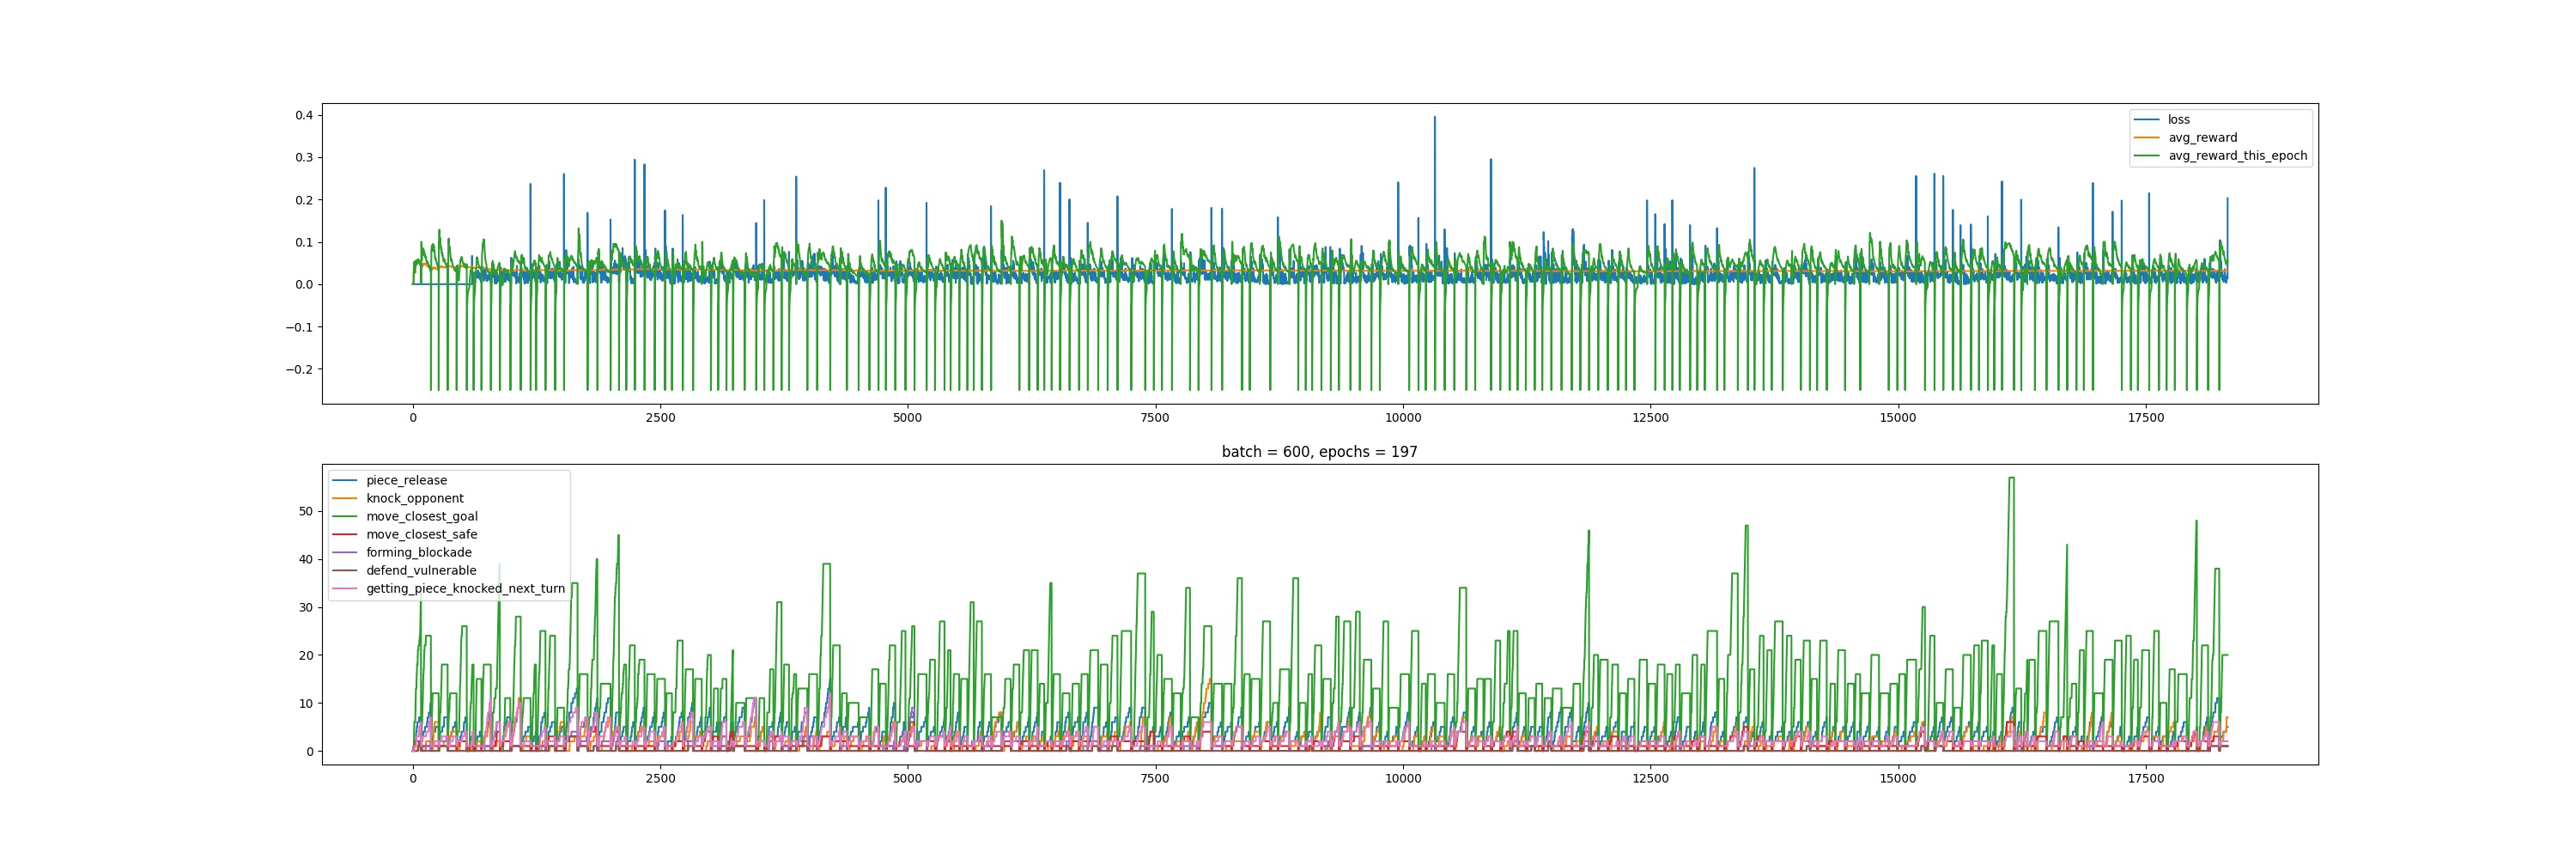 0.4
0.3
0.2
0.1
0.0
−0.1
−0.2
loss
avg_reward
avg_reward_this_epoch
0 2500 5000 7500 10000 12500 15000 17500
batch = 600, epochs = 197
50
40
30
20
10
0
piece_release
knock_opponent
move_closest_goal
move_closest_safe
forming_blockade
defend_vulnerable
getting_piece_knocked_next_turn
0 2500 5000 7500 10000 12500 15000 17500